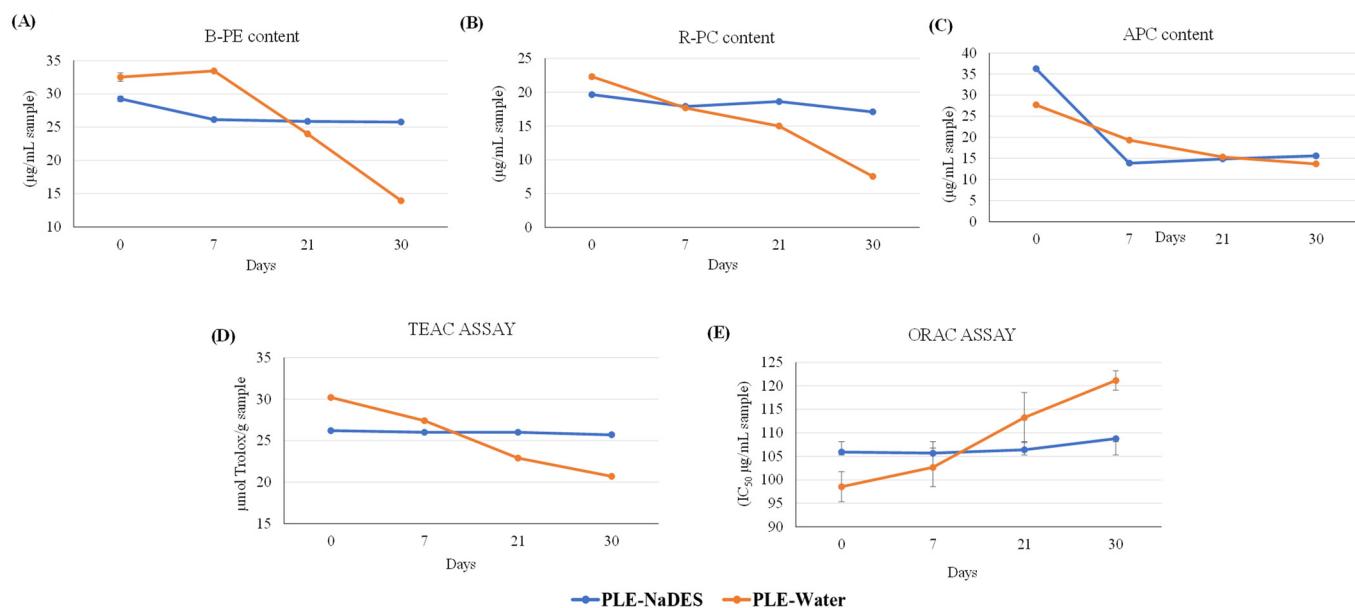 (A)
B-PE content
(µg/mL sample)
35
30
25
20
15
10
0 7 21 30
Days
(B)
R-PC content
(µg/mL sample)
25
20
15
10
5
0
0 7 21 30
Days
(C)
APC content
(µg/mL sample)
40
35
30
25
20
15
10
5
0
0 7 21 30
Days
(D)
TEAC ASSAY
µmol Trolox/g sample
35
30
25
20
15
0 7 21 30
Days
(E)
ORAC ASSAY
(IC50 µg/mL sample)
125
120
115
110
105
100
95
90
0 7 21 30
Days
PLE-NaDES PLE-Water